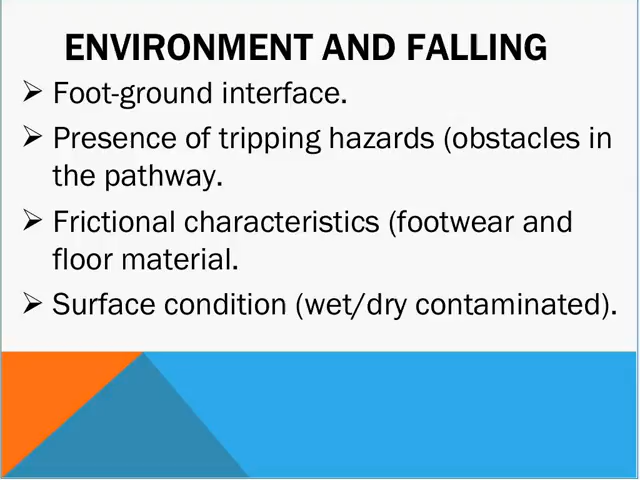 ENVIRONMENT AND FALLING
➢ Foot-ground interface.
➢ Presence of tripping hazards (obstacles in
the pathway.
➢ Frictional characteristics (footwear and
floor material.
➢ Surface condition (wet/dry contaminated).